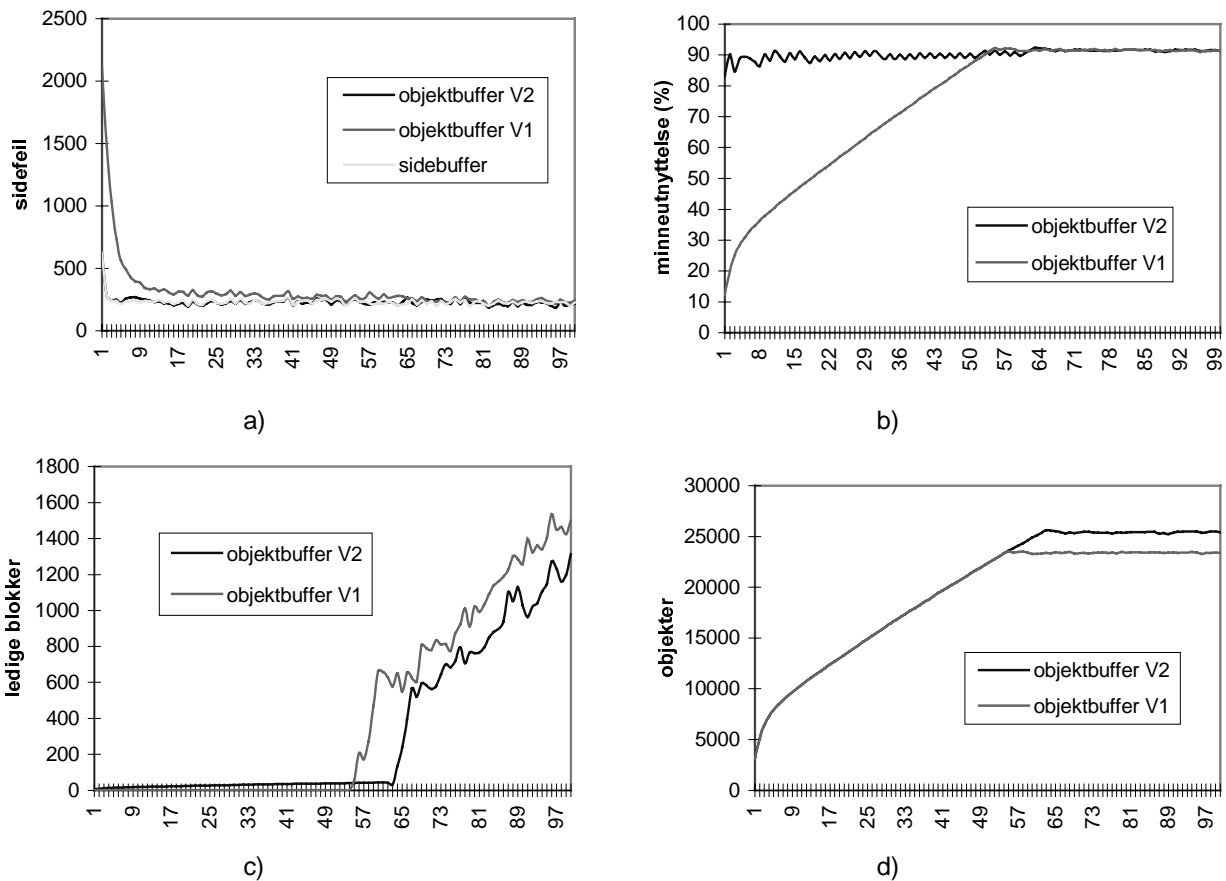 sidefeil
2500
2000
1500
1000
500
0
objektbuffer V2
objektbuffer V1
sidebuffer
1 9 17 25 33 41 49 57 65 73 81 89 97
a)
minneutnyttelse (%)
100
90
80
70
60
50
40
30
20
10
0
objektbuffer V2
objektbuffer V1
1 8 15 22 29 36 43 50 57 64 71 78 85 92 99
b)
ledige blokker
1800
1600
1400
1200
1000
800
600
400
200
0
objektbuffer V2
objektbuffer V1
1 9 17 25 33 41 49 57 65 73 81 89 97
c)
objekter
30000
25000
20000
15000
10000
5000
0
objektbuffer V2
objektbuffer V1
1 9 17 25 33 41 49 57 65 73 81 89 97
d)